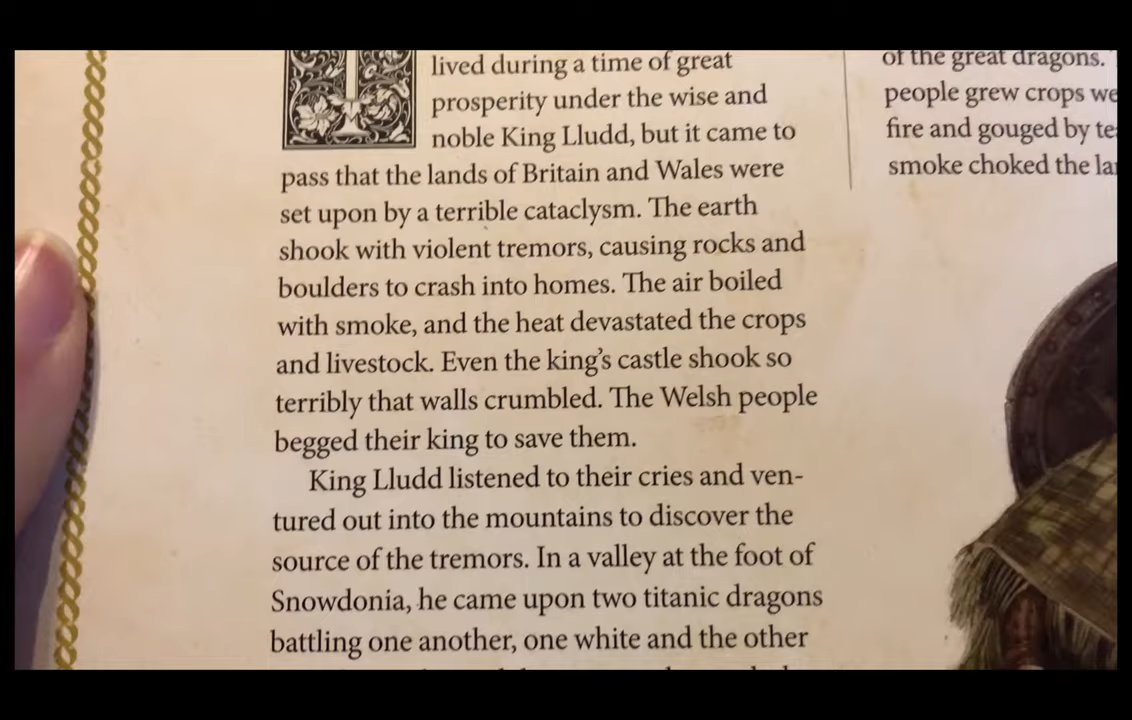 lived during a time of great
prosperity under the wise and
noble King Lludd, but it came to
pass that the lands of Britain and Wales were
set upon by a terrible cataclysm. The earth
shook with violent tremors, causing rocks and
boulders to crash into homes. The air boiled
with smoke, and the heat devastated the crops
and livestock. Even the king's castle shook so
terribly that walls crumbled. The Welsh people
begged their king to save them.
King Lludd listened to their cries and ven-
tured out into the mountains to discover the
source of the tremors. In a valley at the foot of
Snowdonia, he came upon two titanic dragons
battling one another, one white and the other
of the great dragons.
people grew crops
fire and gouged by
smoke choked the